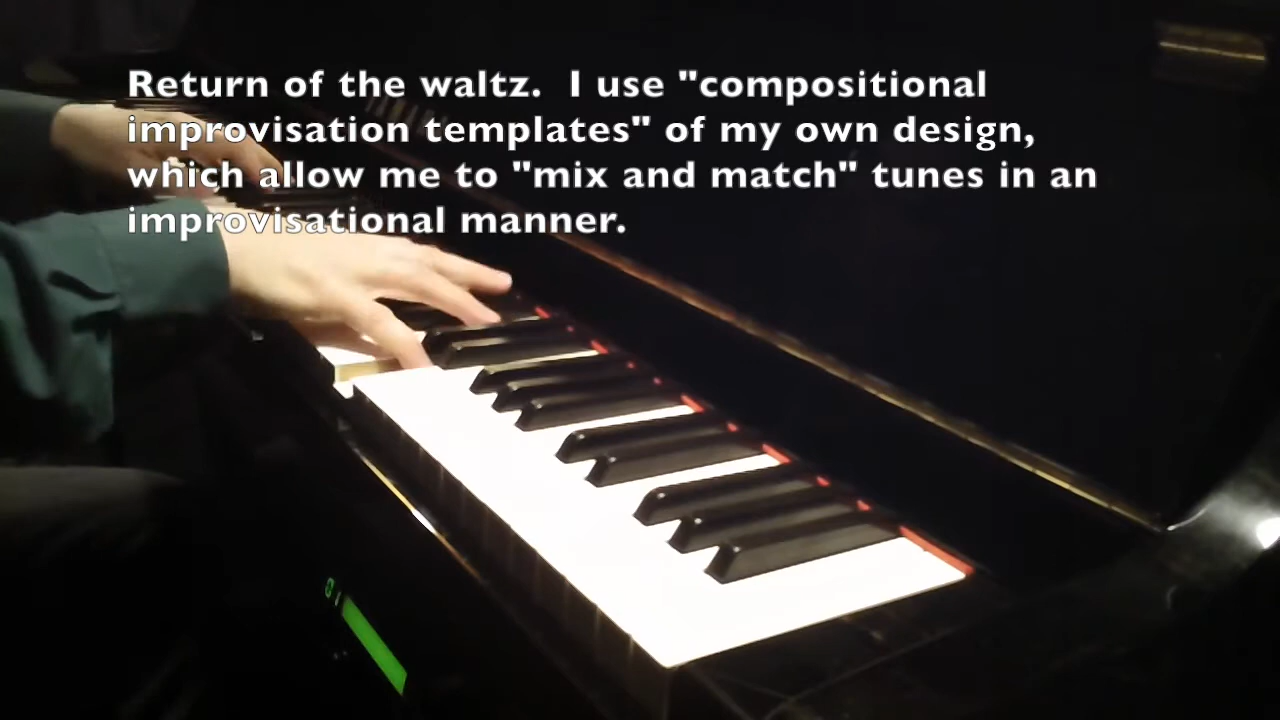 Return of the waltz.  I use "compositional
improvisation templates" of my own design,
which allow me to "mix and match" tunes in an
improvisational manner.